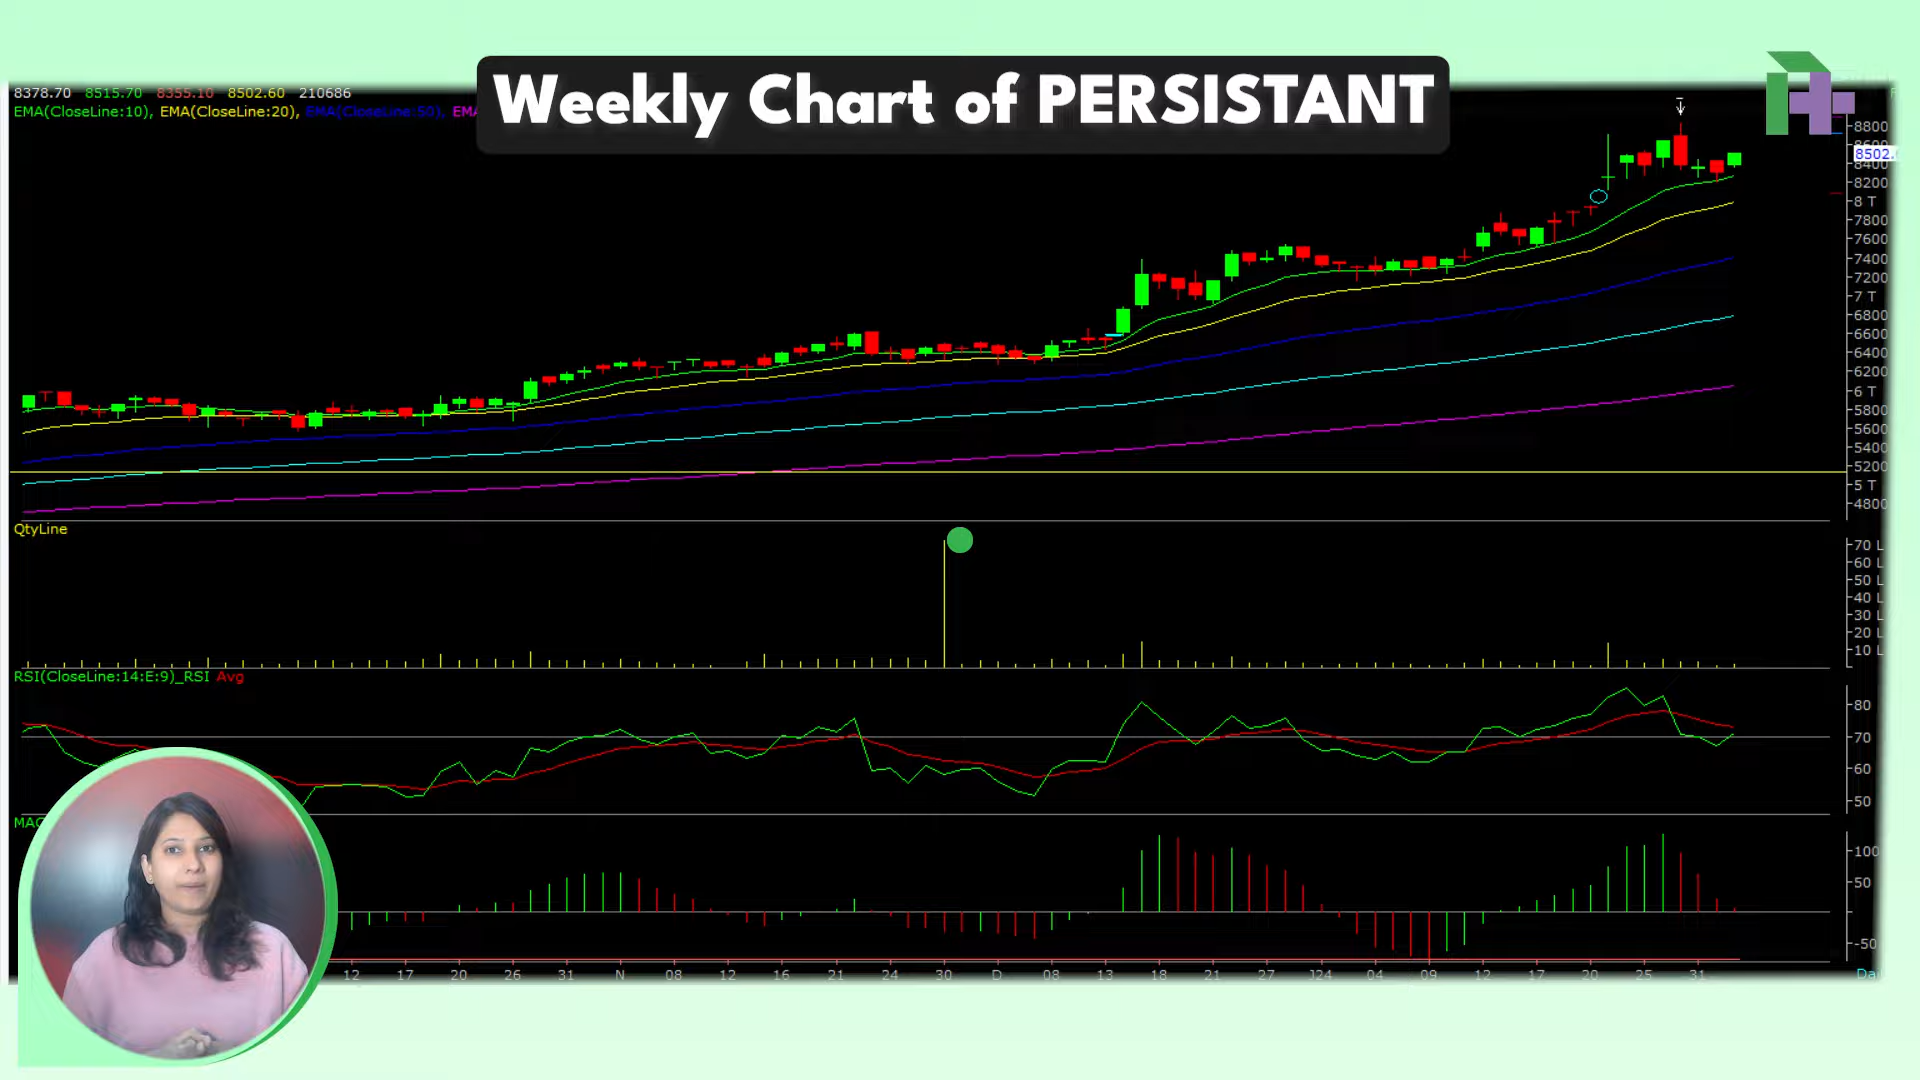 Weekly Chart of PERSISTANT
8378.70 8515.70 8355.10 8502.60 210686
EMA(CloseLine:10), EMA(CloseLine:20), EMA(CloseLine:50), EMA
8800
8600
8502.
8400
8200
8 T
7800
7600
7400
7200
7 T
6800
6600
6400
6200
6 T
5800
5600
5400
5200
5 T
4800
QtyLine
70 L
60 L
50 L
40 L
30 L
20 L
10 L
RSI(CloseLine:14:E:9)_RSI Avg
80
70
60
50
MAC
100
50
-50
12 17 20 26 31 N 08 12 16 21 24 30 D 08 13 18 21 27 '24 04 09 12 17 20 25 31
Da